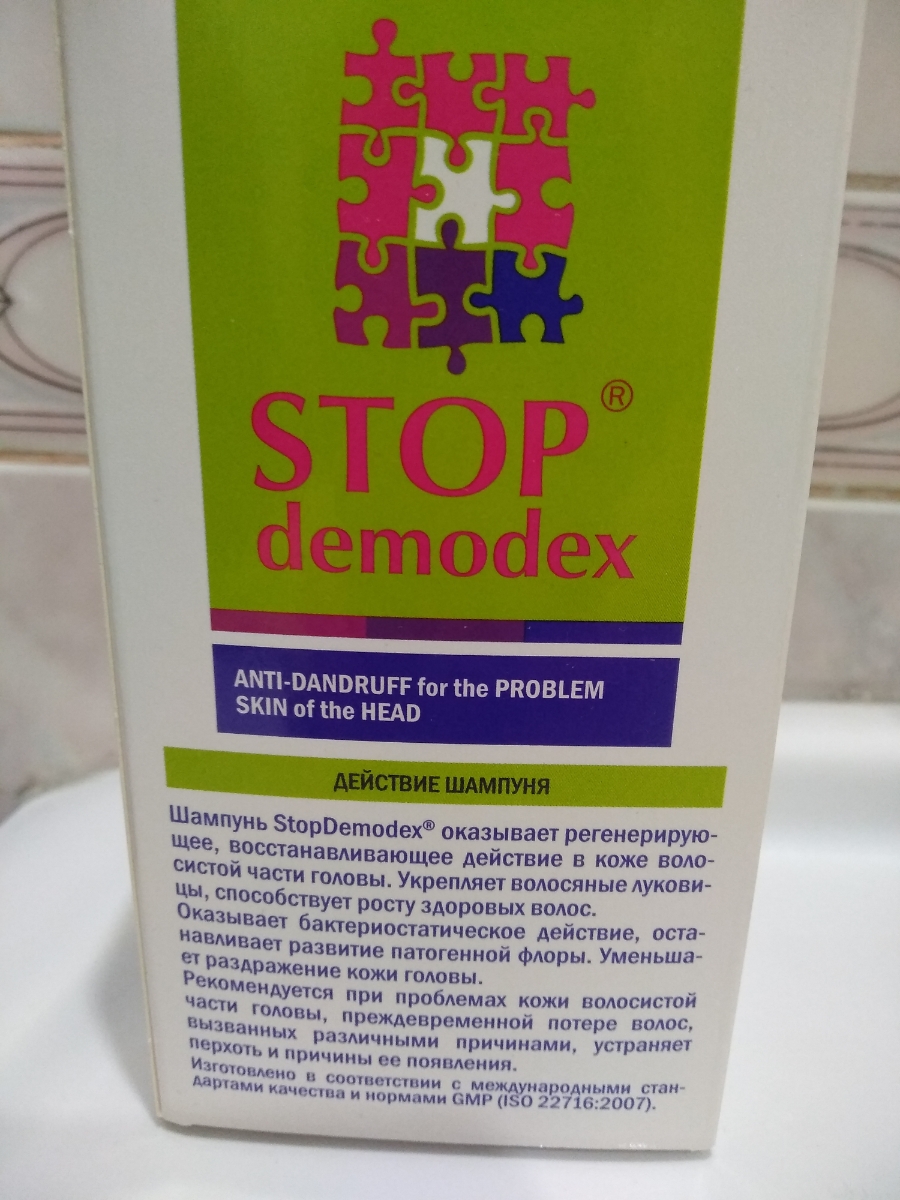 STOP®
demodex
ANTI-DANDRUFF for the PROBLEM
SKIN of the HEAD
ДЕЙСТВИЕ ШАМПУНЯ
Шампунь StopDemodex® оказывает регенерирую-
щее, восстанавливающее действие в коже воло-
систой части головы. Укрепляет волосяные лукови-
цы, способствует росту здоровых волос.
Оказывает бактериостатическое действие, оста-
навливает развитие патогенной флоры. Уменьша-
ет раздражение кожи головы.
Рекомендуется при проблемах кожи волосистой
части головы, преждевременной потере волос,
вызванных различными причинами, устраняет
перхоть и причины ее появления.
Изготовлено в соответствии с международными стан-
дартами качества и нормами GMP (ISO 22716:2007).